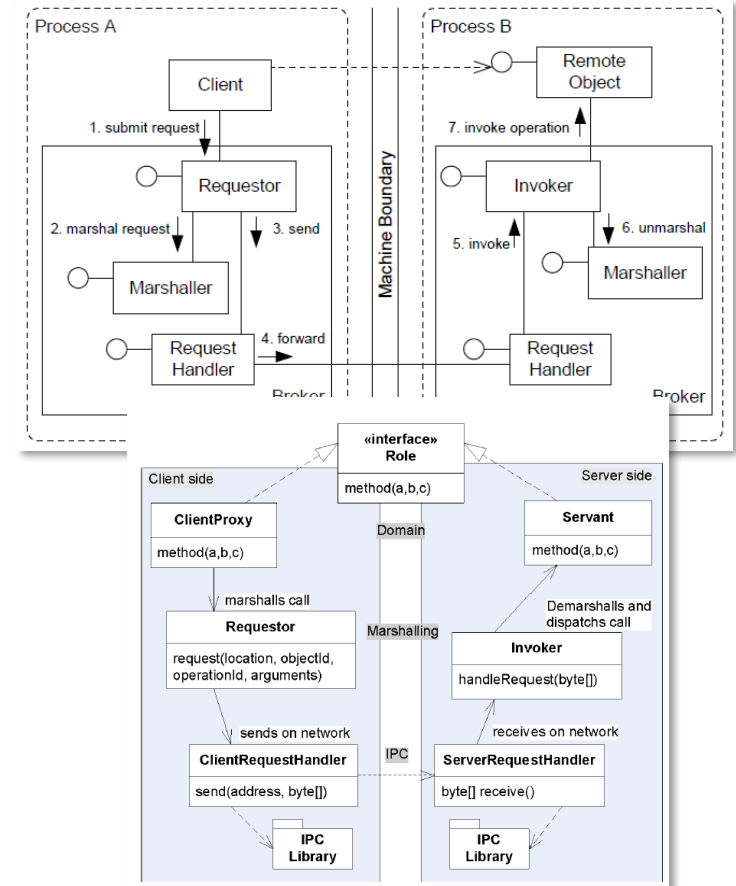 Process A
Process B
Client
Remote
Object
1. submit request
7. invoke operation
Requestor
Invoker
2. marshal request
3. send
5. invoke
6. unmarshal
Marshaller
Marshaller
Machine Boundary
4. forward
Request
Handler
Request
Handler
Broker
Broker
«interface»
Role
method(a,b,c)
Client side
Server side
ClientProxy
method(a,b,c)
Domain
Servant
method(a,b,c)
marshalls call
Demarshalls and
dispatchs call
Requestor
request(location, objectId,
operationId, arguments)
Marshalling
Invoker
handleRequest(byte[])
sends on network
receives on network
IPC
ClientRequestHandler
send(address, byte[])
ServerRequestHandler
byte[] receive()
IPC
Library
IPC
Library